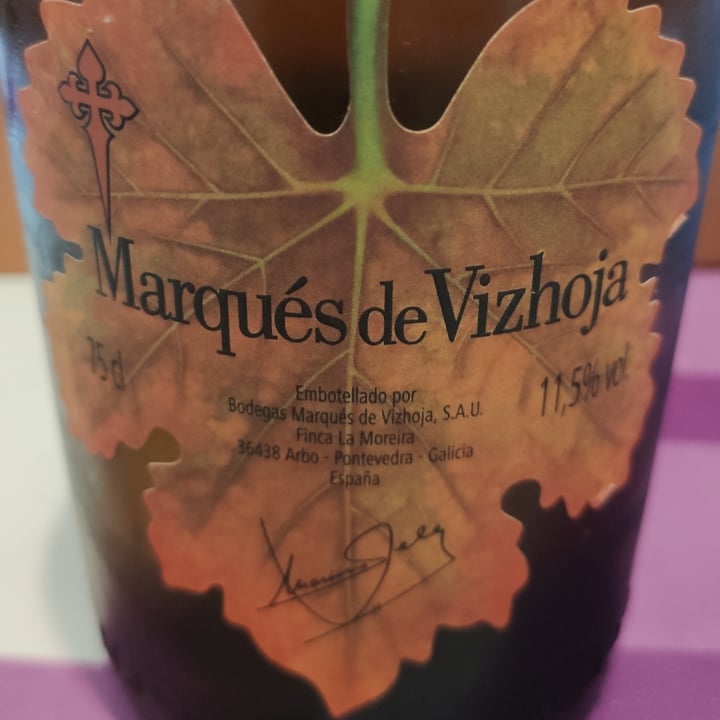 Marqués de Vizhoja
75 cl
11,5% vol.
Embotellado por
Bodegas Marqués de Vizhoja, S.A.U.
Finca La Moreira
36438 Arbo - Pontevedra - Galicia
España